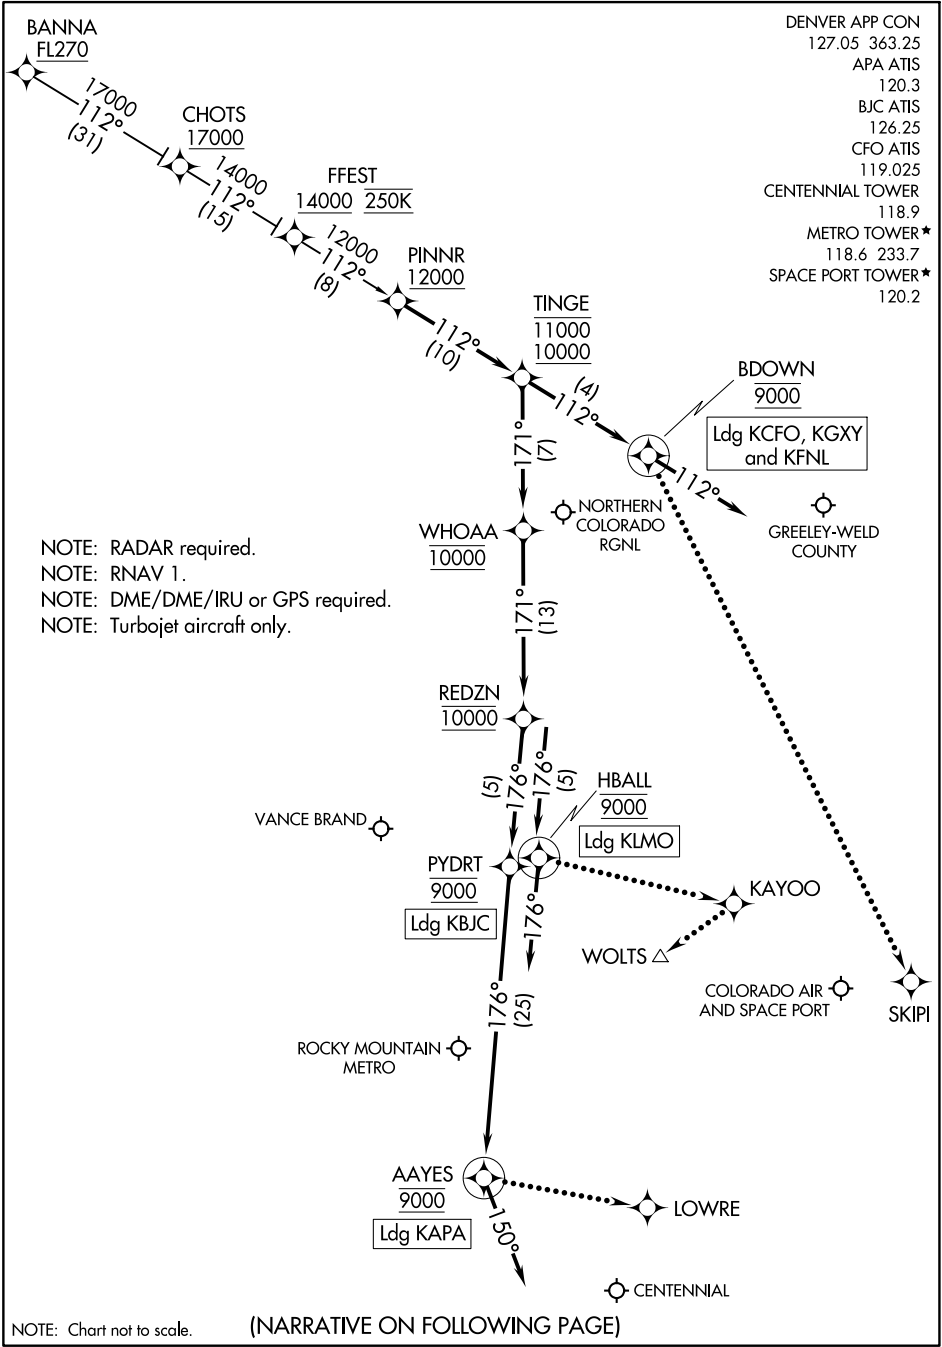 BANNA
FL270
DENVER APP CON
127.05 363.25
APA ATIS
120.3
BJC ATIS
126.25
CFO ATIS
119.025
CENTENNIAL TOWER
118.9
METRO TOWER★
118.6 233.7
SPACE PORT TOWER★
120.2
17000
112°
(31)
CHOTS
17000
14000
112°
(15)
FFEST
14000 250K
12000
112°
(8)
PINNR
12000
112°
(10)
TINGE
11000
10000
(4)
112°
BDOWN
9000
Ldg KCFO, KGXY
and KFNL
112°
171°
(7)
NORTHERN
COLORADO
RGNL
GREELEY-WELD
COUNTY
WHOAA
10000
NOTE: RADAR required.
NOTE: RNAV 1.
NOTE: DME/DME/IRU or GPS required.
NOTE: Turbojet aircraft only.
171°
(13)
REDZN
10000
(5)
176°
176°
(5)
HBALL
9000
Ldg KLMO
VANCE BRAND
PYDRT
9000
Ldg KBJC
176°
KAYOO
WOLTS
COLORADO AIR
AND SPACE PORT
SKIPI
176°
(25)
ROCKY MOUNTAIN
METRO
AAYES
9000
Ldg KAPA
150°
LOWRE
CENTENNIAL
NOTE: Chart not to scale.
(NARRATIVE ON FOLLOWING PAGE)